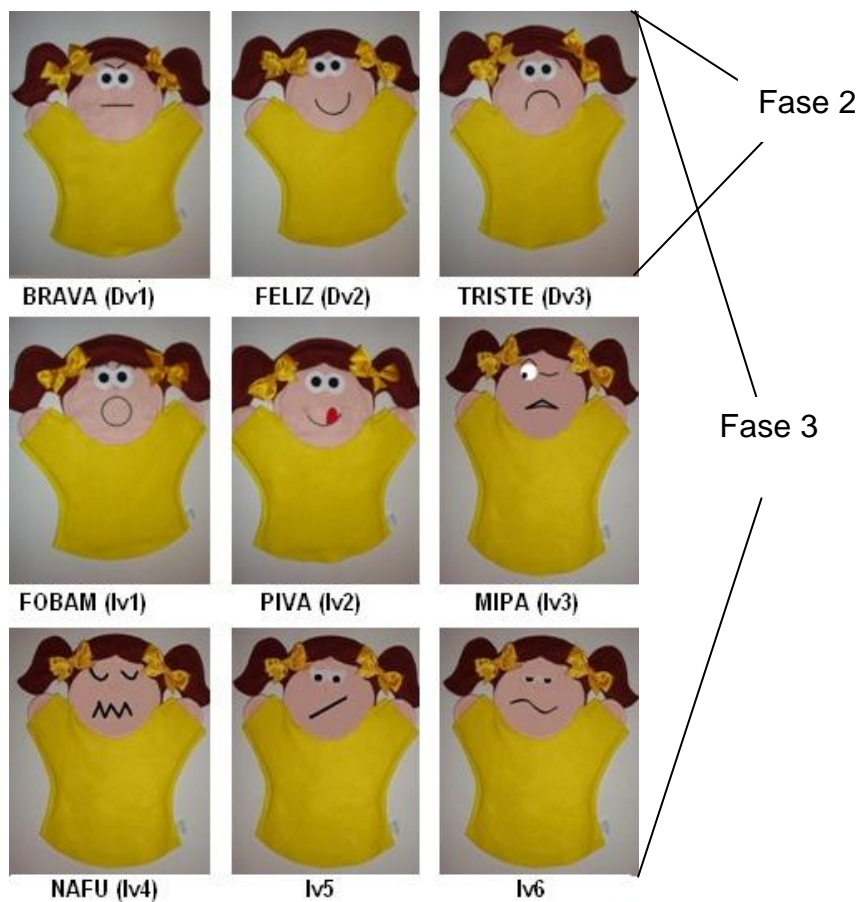 Fase 2
BRAVA (Dv1)
FELIZ (Dv2)
TRISTE (Dv3)
Fase 3
FOBAM (Iv1)
PIVA (Iv2)
MIPA (Iv3)
NAFU (Iv4)
Iv5
Iv6